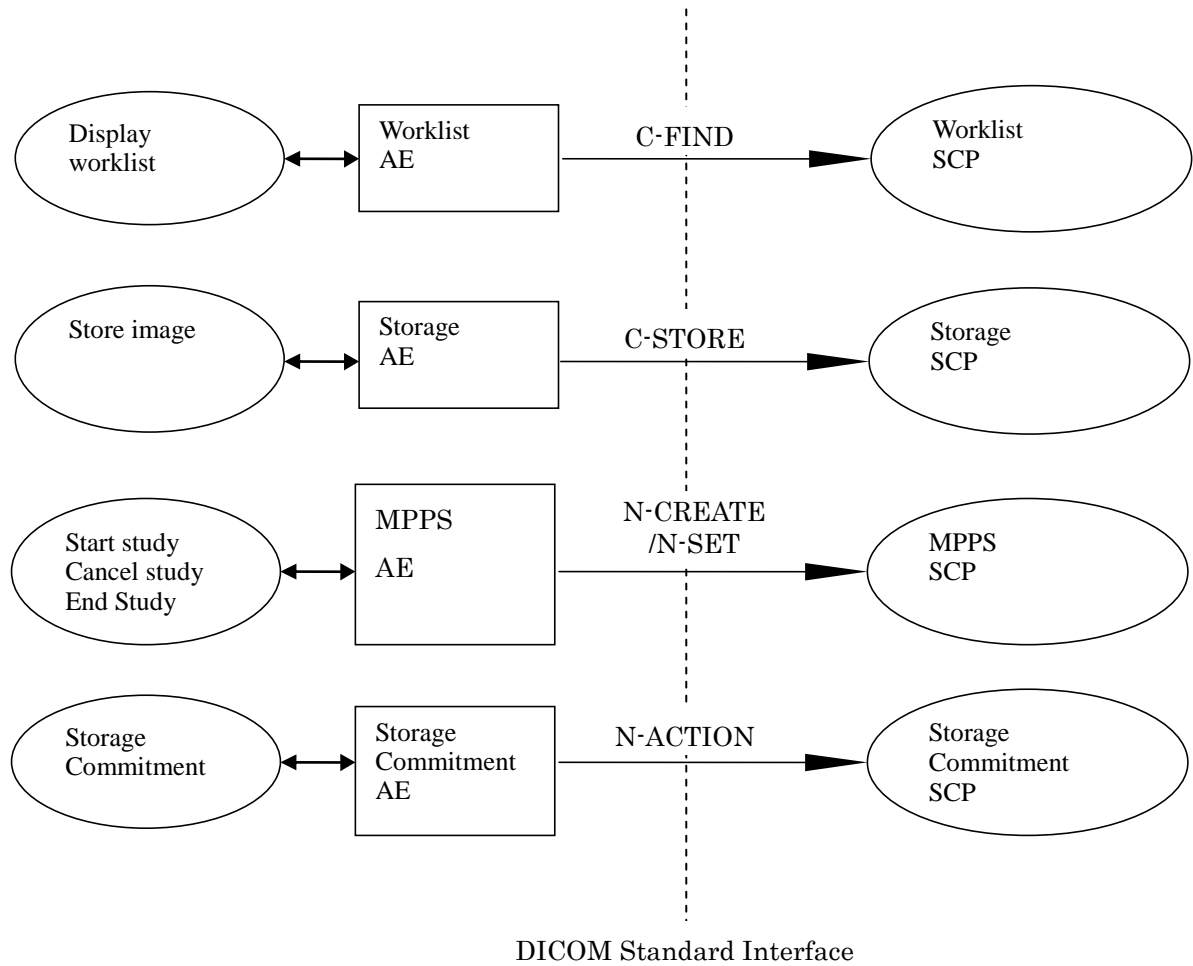 Display
worklist
Worklist
AE
C-FIND
Worklist
SCP
Store image
Storage
AE
C-STORE
Storage
SCP
Start study
Cancel study
End Study
MPPS
AE
N-CREATE
/N-SET
MPPS
SCP
Storage
Commitment
Storage
Commitment
AE
N-ACTION
Storage
Commitment
SCP
DICOM Standard Interface